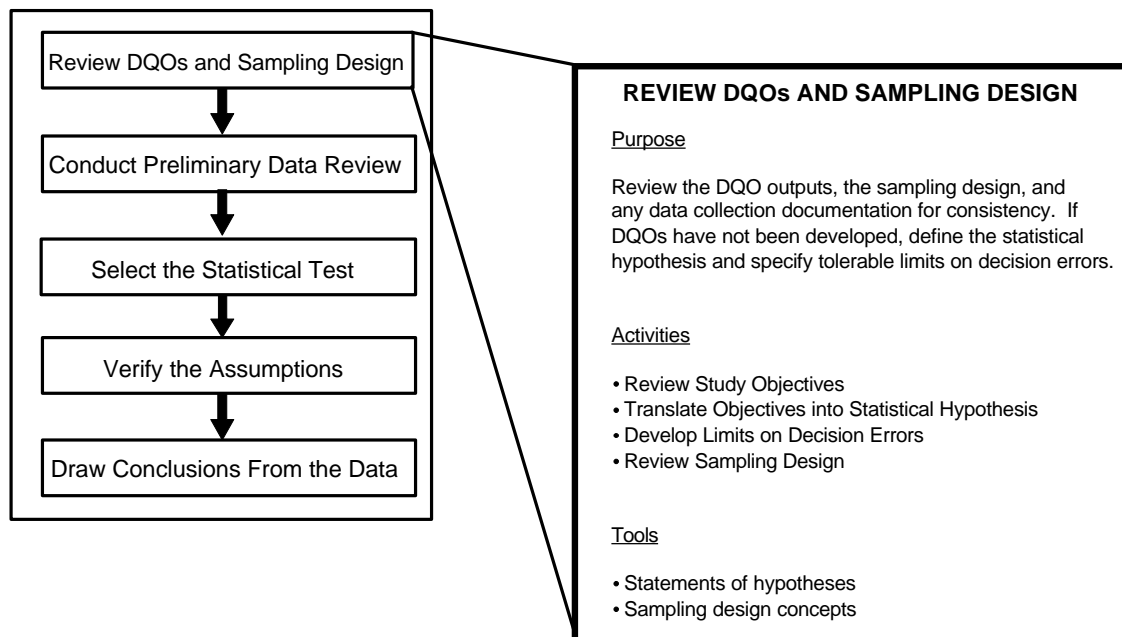 Review DQOs and Sampling Design
Conduct Preliminary Data Review
Select the Statistical Test
Verify the Assumptions
Draw Conclusions From the Data
REVIEW DQOs AND SAMPLING DESIGN
Purpose
Review the DQO outputs, the sampling design, and
any data collection documentation for consistency. If
DQOs have not been developed, define the statistical
hypothesis and specify tolerable limits on decision errors.
Activities
• Review Study Objectives
• Translate Objectives into Statistical Hypothesis
• Develop Limits on Decision Errors
• Review Sampling Design
Tools
• Statements of hypotheses
• Sampling design concepts